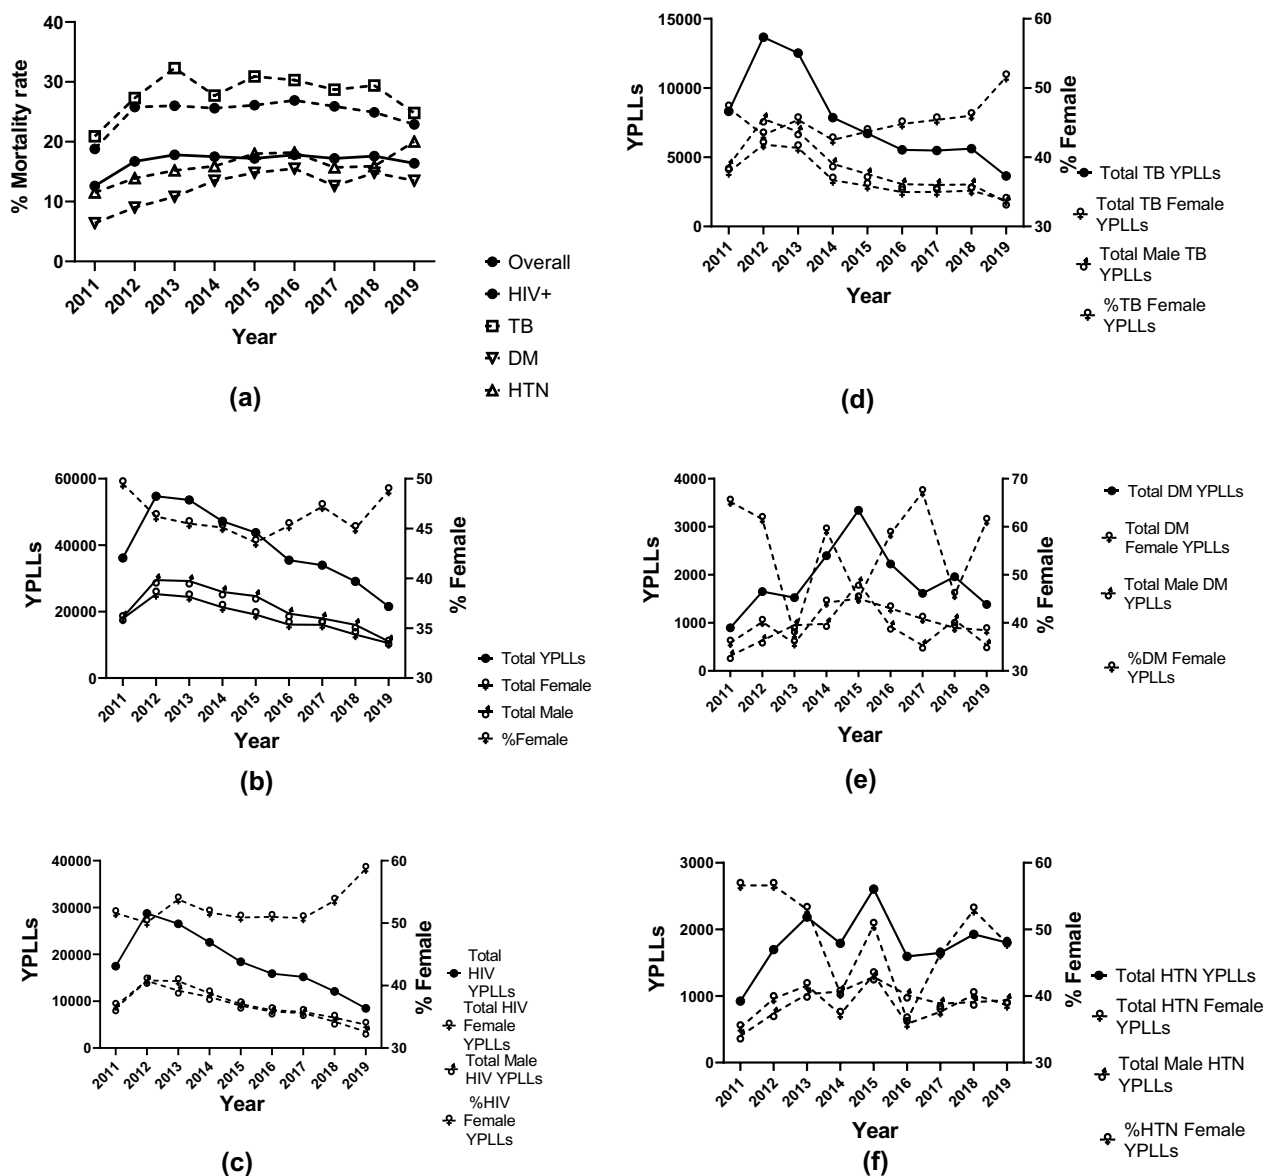 40
30
20
10
0
% Mortality rate
2011
2012
2013
2014
2015
2016
2017
2018
2019
Year
Overall
HIV+
TB
DM
HTN
(a)
15000
10000
5000
0
YPLLs
60
50
40
30
% Female
2011
2012
2013
2014
2015
2016
2017
2018
2019
Year
Total TB YPLLs
Total TB Female
YPLLs
Total Male TB
YPLLs
%TB Female
YPLLs
(d)
60000
40000
20000
0
YPLLs
50
45
40
35
30
% Female
2011
2012
2013
2014
2015
2016
2017
2018
2019
Year
Total YPLLs
Total Female
Total Male
%Female
(b)
4000
3000
2000
1000
0
YPLLs
70
60
50
40
30
% Female
2011
2012
2013
2014
2015
2016
2017
2018
2019
Year
Total DM YPLLs
Total DM
Female YPLLs
Total Male DM
YPLLs
%DM Female
YPLLs
(e)
40000
30000
20000
10000
0
YPLLs
60
50
40
30
% Female
2011
2012
2013
2014
2015
2016
2017
2018
2019
Year
Total
HIV
YPLLs
Total HIV
Female
YPLLs
Total Male
HIV YPLLs
%HIV
Female
YPLLs
(c)
3000
2000
1000
0
YPLLs
60
50
40
30
% Female
2011
2012
2013
2014
2015
2016
2017
2018
2019
Year
Total HTN YPLLs
Total HTN Female
YPLLs
Total Male HTN
YPLLs
%HTN Female
YPLLs
(f)